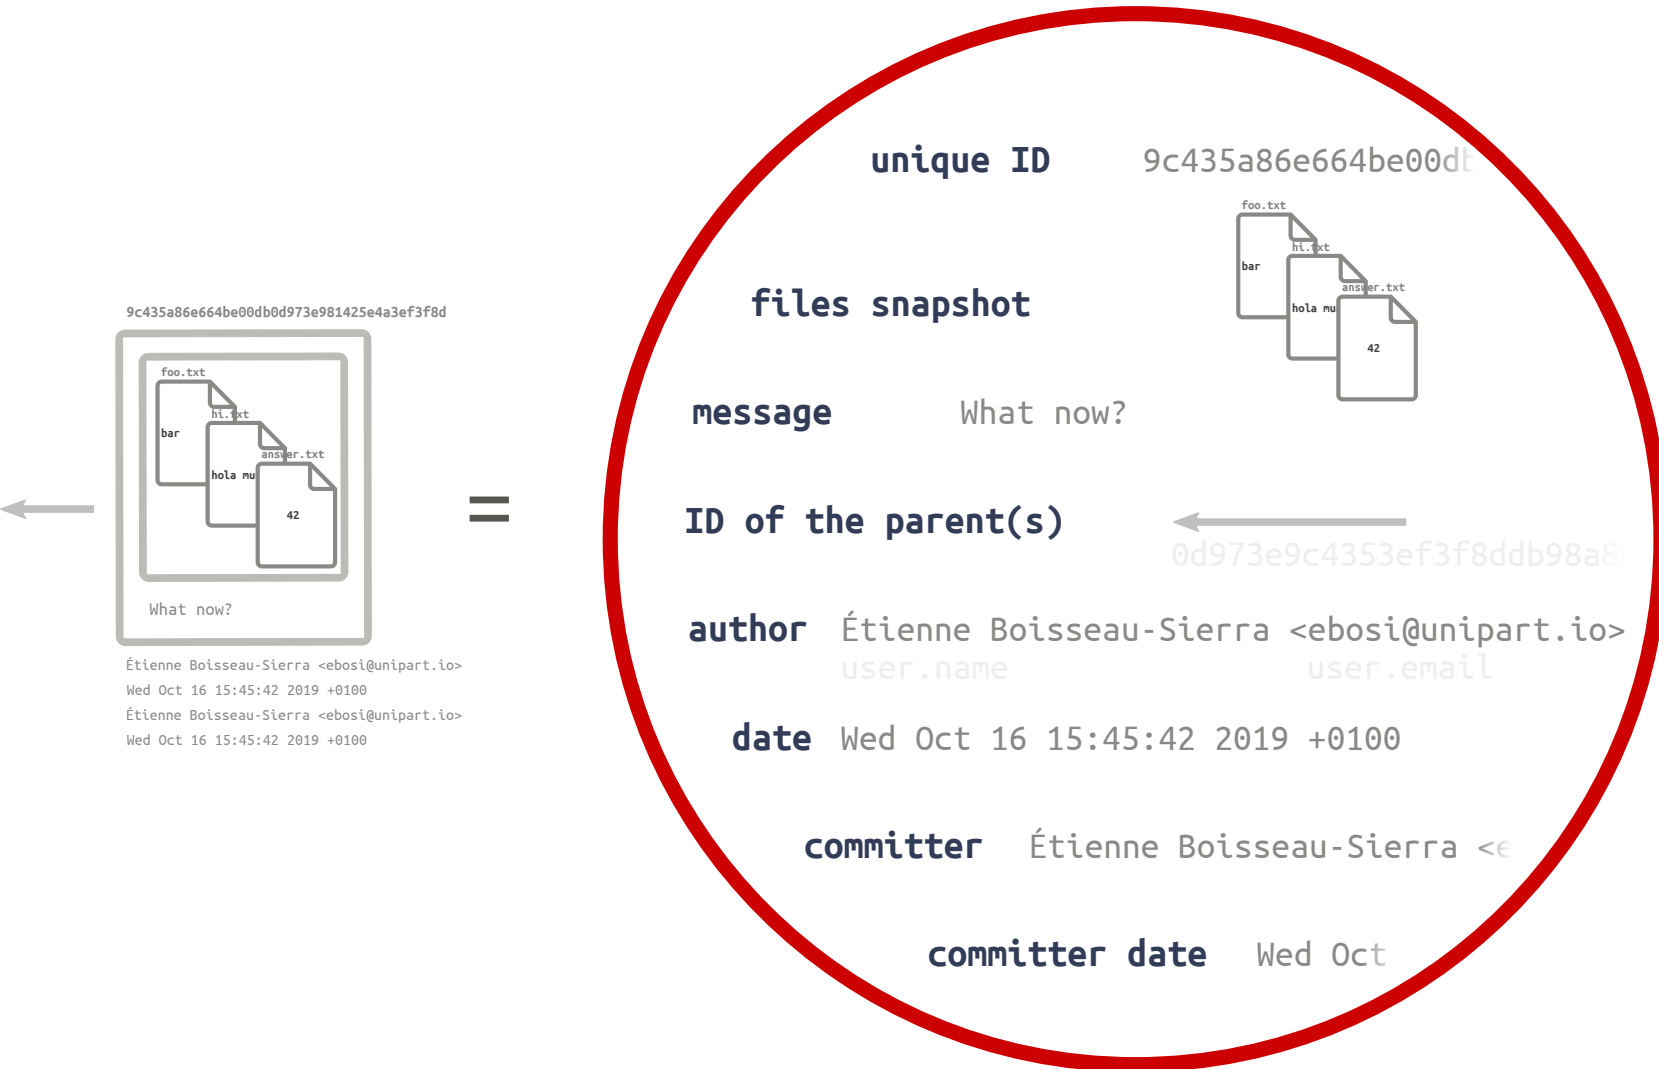 9c435a86e664be00db0d973e981425e4a3ef3f8d
foo.txt
bar
hi.txt
hola mu
answer.txt
42
What now?
Étienne Boisseau-Sierra <ebosi@unipart.io>
Wed Oct 16 15:45:42 2019 +0100
Étienne Boisseau-Sierra <ebosi@unipart.io>
Wed Oct 16 15:45:42 2019 +0100
=
unique ID 9c435a86e664be00db
files snapshot
foo.txt
bar
hi.txt
hola mu
answer.txt
42
message What now?
ID of the parent(s)
0d973e9c4353ef3f8ddb98a8
author Étienne Boisseau-Sierra <ebosi@unipart.io>
user.name user.email
date Wed Oct 16 15:45:42 2019 +0100
committer Étienne Boisseau-Sierra <e
committer date Wed Oct